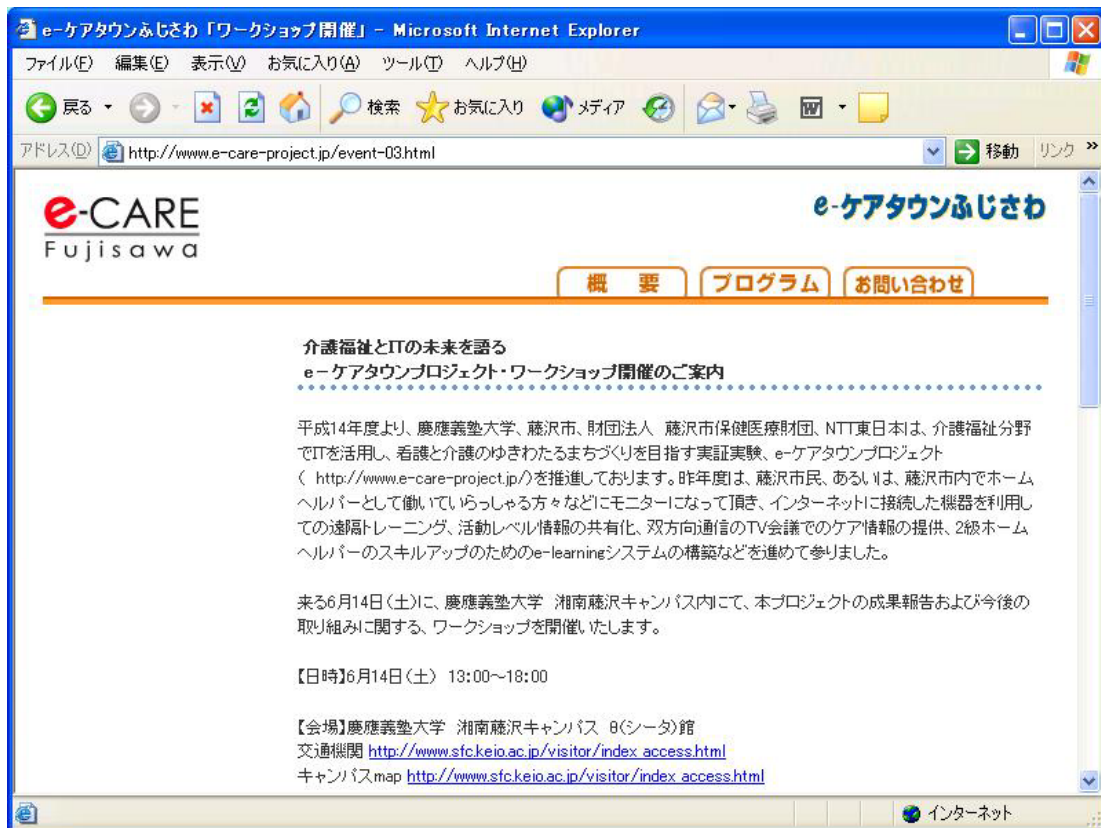 e-ケアタウンふじさわ「ワークショップ開催」 - Microsoft Internet Explorer
ファイル(F) 編集(E) 表示(V) お気に入り(A) ツール(T) ヘルプ(H)
戻る 検索 お気に入り メディア
アドレス(D) http://www.e-care-project.jp/event-03.html 移動 リンク »
e-CARE
Fujisawa
e-ケアタウンふじさわ
概 要 プログラム お問い合わせ
介護福祉とITの未来を語る
e-ケアタウンプロジェクト・ワークショップ開催のご案内
平成14年度より、慶應義塾大学、藤沢市、財団法人 藤沢市保健医療財団、NTT東日本は、介護福祉分野
でITを活用し、看護と介護のゆきわたるまちづくりを目指す実証実験、e-ケアタウンプロジェクト
( http://www.e-care-project.jp/)を推進しております。昨年度は、藤沢市民、あるいは、藤沢市内でホーム
ヘルパーとして働いていらっしゃる方々などにモニターになって頂き、インターネットに接続した機器を利用し
ての遠隔トレーニング、活動レベル情報の共有化、双方向通信のTV会議でのケア情報の提供、2級ホーム
ヘルパーのスキルアップのためのe-learningシステムの構築などを進めて参りました。
来る6月14日(土)に、慶應義塾大学 湘南藤沢キャンパス内にて、本プロジェクトの成果報告および今後の
取り組みに関する、ワークショップを開催いたします。
【日時】6月14日(土) 13:00~18:00
【会場】慶應義塾大学 湘南藤沢キャンパス θ(シータ)館
交通機関 http://www.sfc.keio.ac.jp/visitor/index_access.html
キャンパスmap http://www.sfc.keio.ac.jp/visitor/index_access.html
インターネット